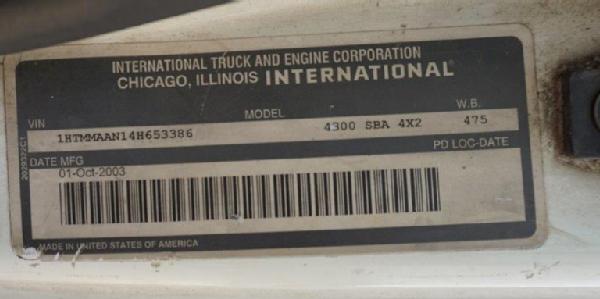 INTERNATIONAL TRUCK AND ENGINE CORPORATION
CHICAGO, ILLINOIS INTERNATIONAL®
VIN MODEL W.B.
1HTMMAAN14H653386 4300 SBA 4X2 475
DATE MFG PD LOC-DATE
01-Oct-2003
MADE IN UNITED STATES OF AMERICA
2029322C1